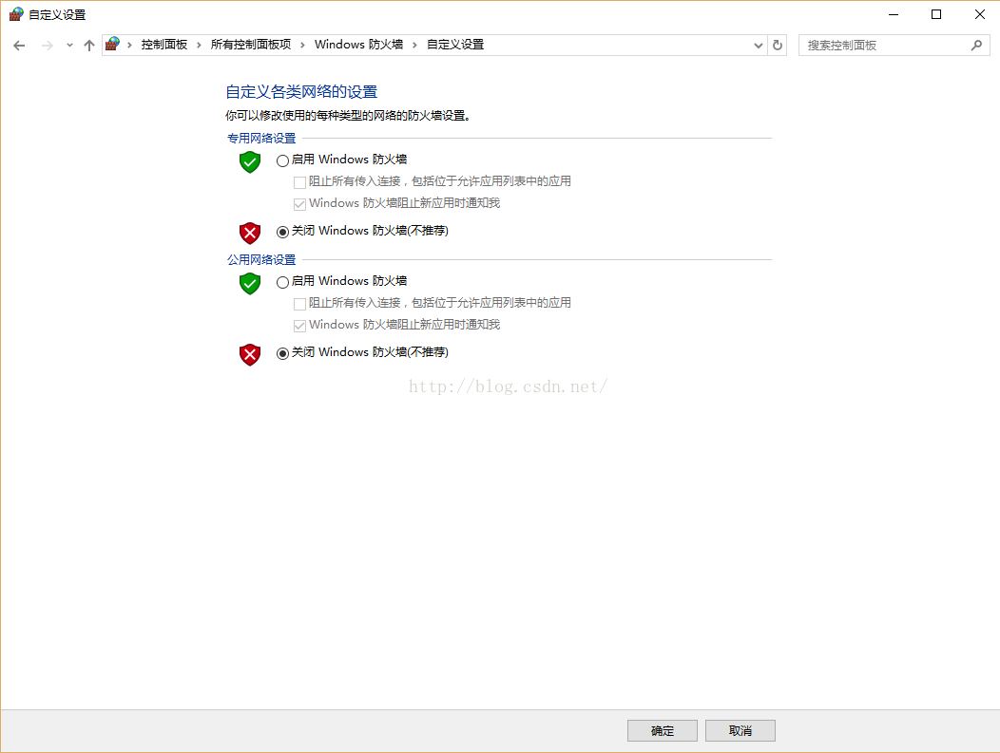 自定义设置
控制面板 › 所有控制面板项 › Windows 防火墙 › 自定义设置
搜索控制面板
自定义各类网络的设置
你可以修改使用的每种类型的网络的防火墙设置。
专用网络设置
启用 Windows 防火墙
阻止所有传入连接，包括位于允许应用列表中的应用
Windows 防火墙阻止新应用时通知我
关闭 Windows 防火墙(不推荐)
公用网络设置
启用 Windows 防火墙
阻止所有传入连接，包括位于允许应用列表中的应用
Windows 防火墙阻止新应用时通知我
关闭 Windows 防火墙(不推荐)
http://blog.csdn.net/
确定 取消